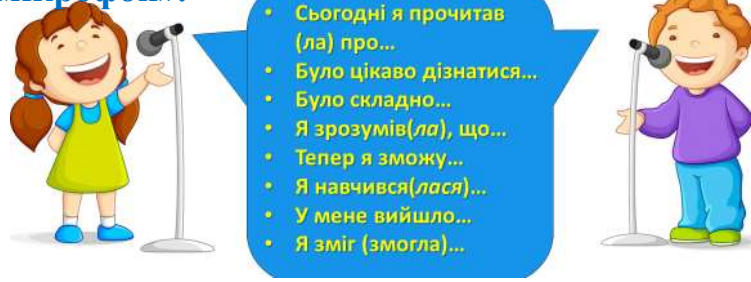 • Сьогодні я прочитав
(ла) про...
• Було цікаво дізнатися...
• Було складно...
• Я зрозумів(ла), що...
• Тепер я зможу...
• Я навчився(лася)...
• У мене вийшло...
• Я зміг (змогла)...